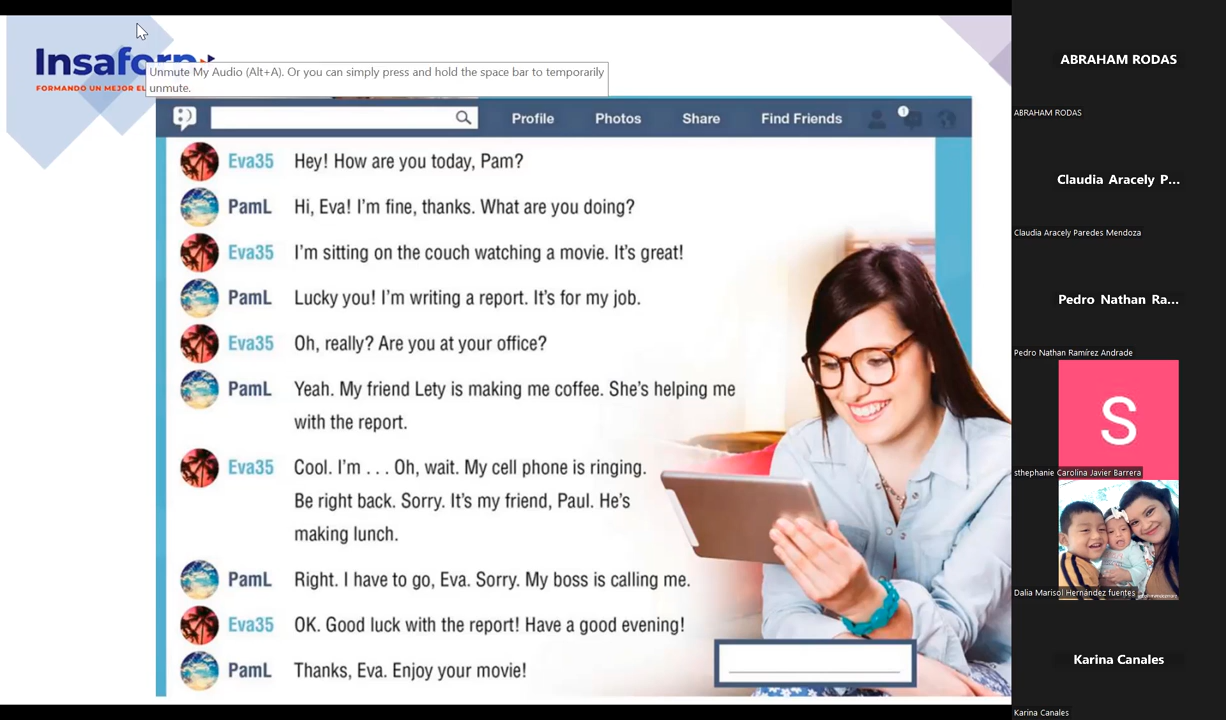 Insaforp
FORMANDO UN MEJOR EL
Unmute My Audio (Alt+A). Or you can simply press and hold the space bar to temporarily
unmute.
Profile Photos Share Find Friends 1
Eva35 Hey! How are you today, Pam?
PamL Hi, Eva! I'm fine, thanks. What are you doing?
Eva35 I'm sitting on the couch watching a movie. It's great!
PamL Lucky you! I'm writing a report. It's for my job.
Eva35 Oh, really? Are you at your office?
PamL Yeah. My friend Lety is making me coffee. She's helping me
with the report.
Eva35 Cool. I'm . . . Oh, wait. My cell phone is ringing.
Be right back. Sorry. It's my friend, Paul. He's
making lunch.
PamL Right. I have to go, Eva. Sorry. My boss is calling me.
Eva35 OK. Good luck with the report! Have a good evening!
PamL Thanks, Eva. Enjoy your movie!
ABRAHAM RODAS
ABRAHAM RODAS
Claudia Aracely P...
Claudia Aracely Paredes Mendoza
Pedro Nathan Ra...
Pedro Nathan Ramírez Andrade
S
sthephanie Carolina Javier Barrera
Dalia Marisol Hernández fuentes
Karina Canales
Karina Canales